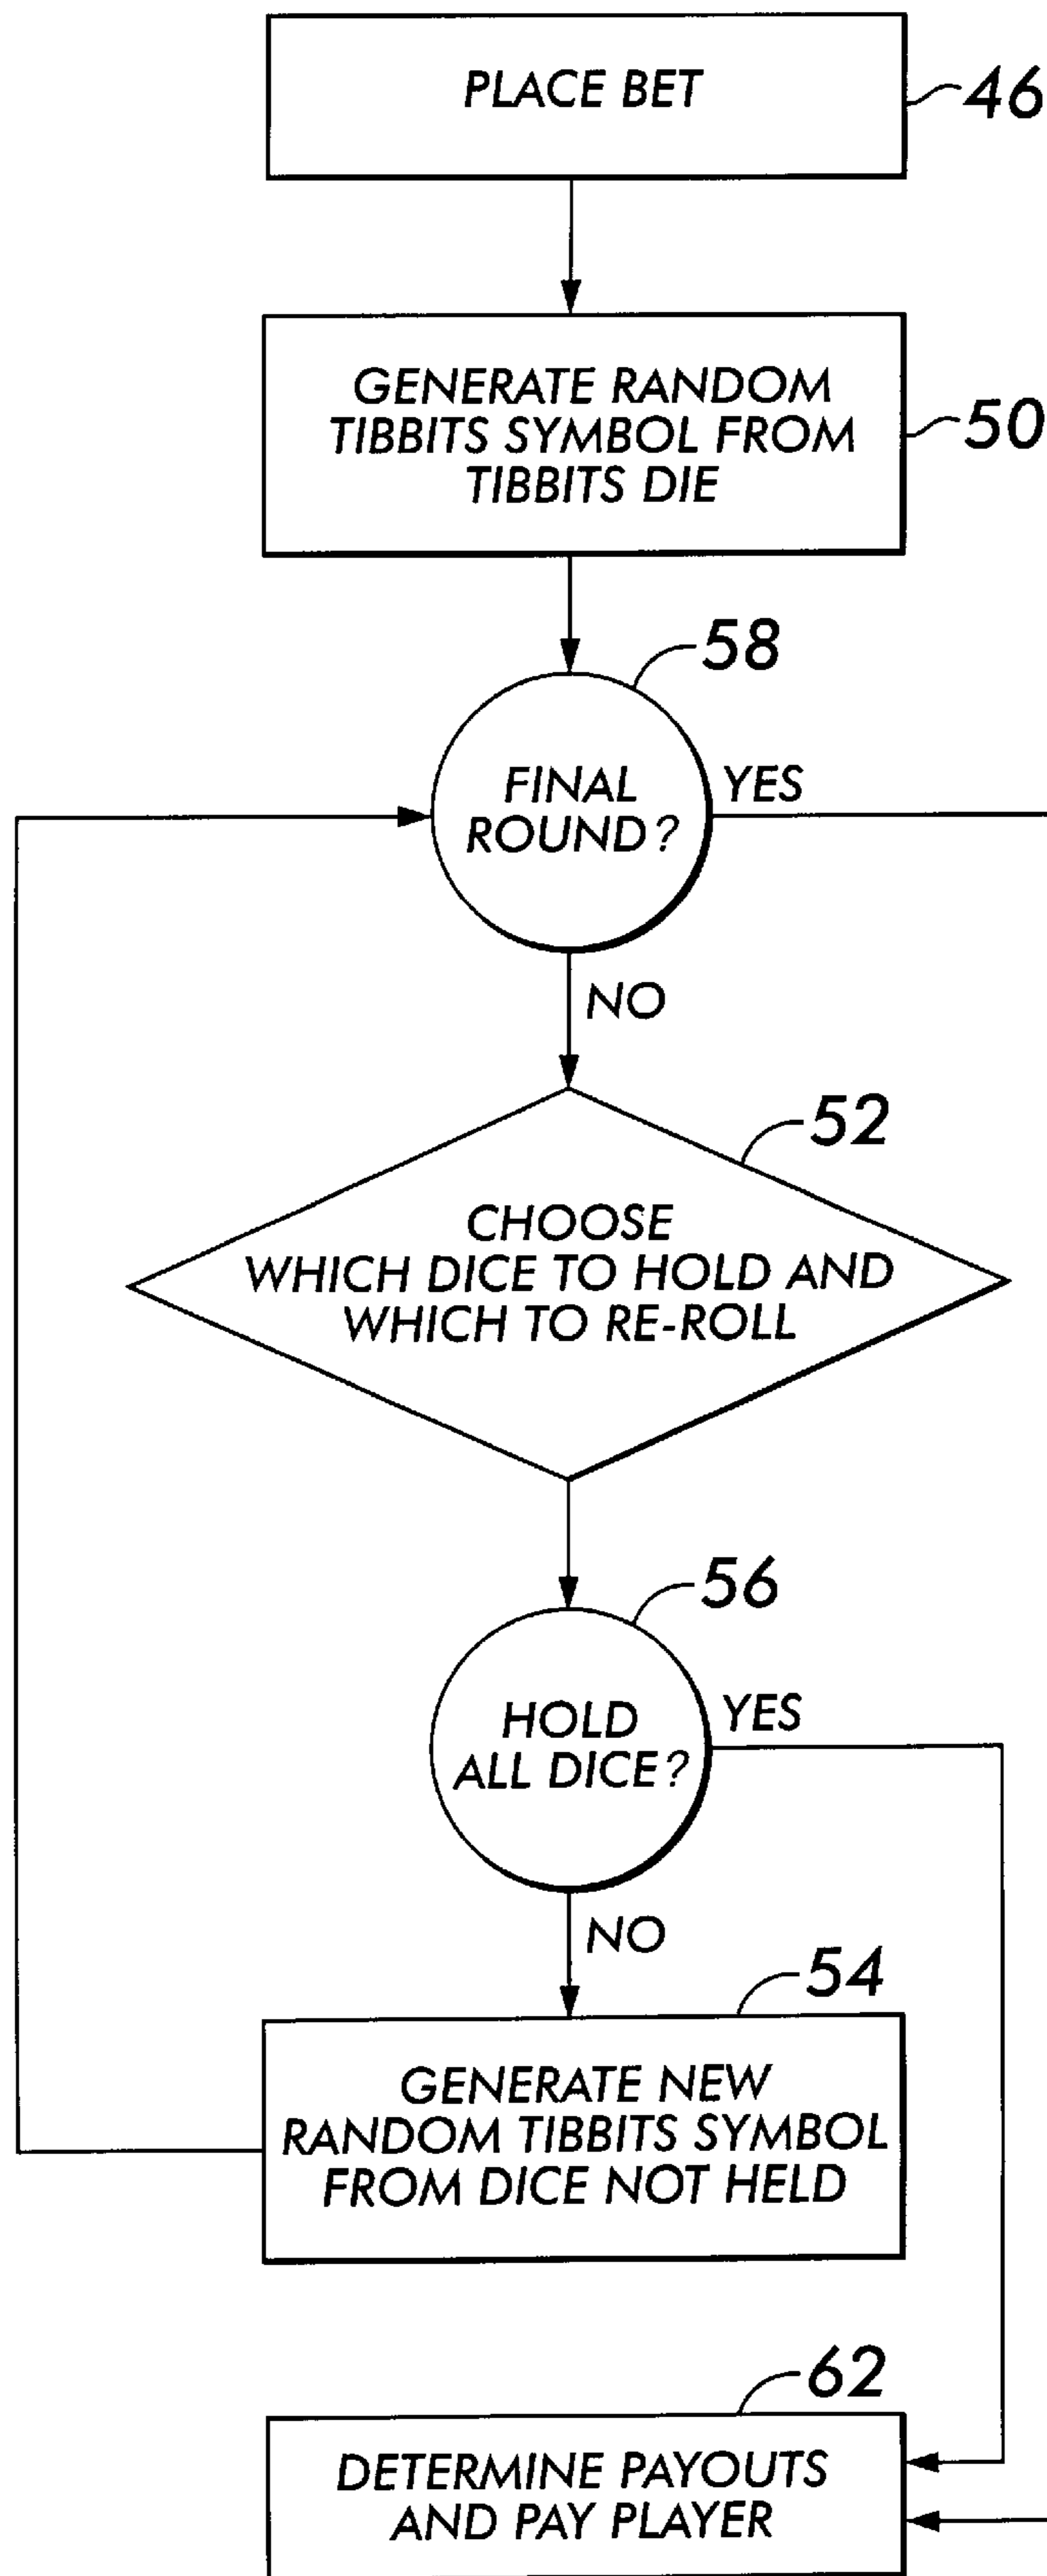 PLACE BET
46
GENERATE RANDOM
TIBBITS SYMBOL FROM
TIBBITS DIE
50
58
FINAL
ROUND?
YES
NO
52
CHOOSE
WHICH DICE TO HOLD AND
WHICH TO RE-ROLL
56
HOLD
ALL DICE?
YES
NO
54
GENERATE NEW
RANDOM TIBBITS SYMBOL
FROM DICE NOT HELD
62
DETERMINE PAYOUTS
AND PAY PLAYER